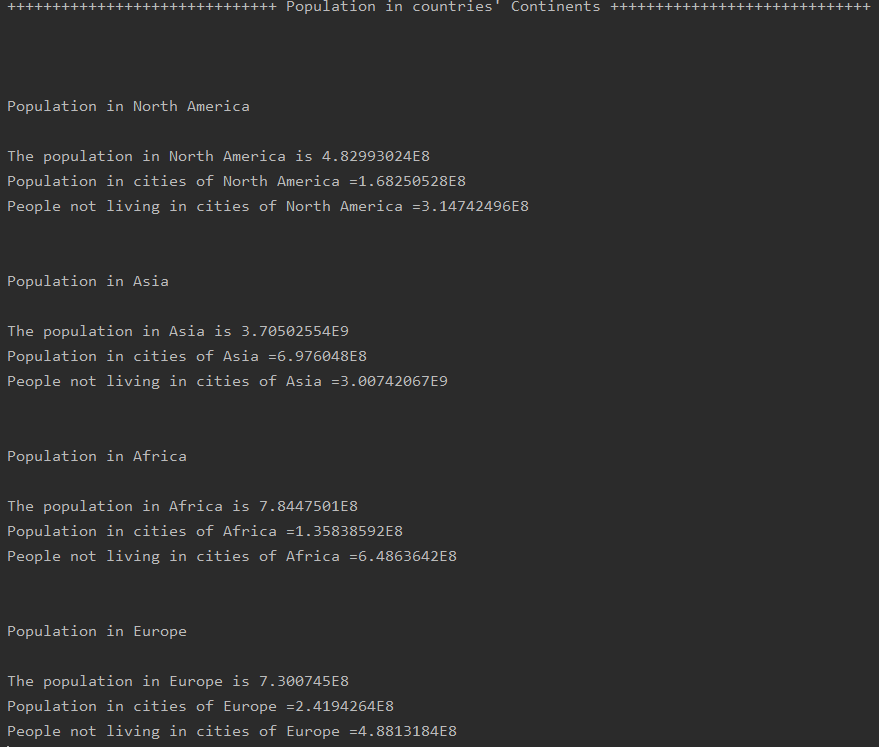 ++++++++++++++++++++++++++++++ Population in countries' Continents +++++++++++++++++++++++++++++
Population in North America
The population in North America is 4.82993024E8
Population in cities of North America =1.68250528E8
People not living in cities of North America =3.14742496E8
Population in Asia
The population in Asia is 3.70502554E9
Population in cities of Asia =6.976048E8
People not living in cities of Asia =3.00742067E9
Population in Africa
The population in Africa is 7.8447501E8
Population in cities of Africa =1.35838592E8
People not living in cities of Africa =6.4863642E8
Population in Europe
The population in Europe is 7.300745E8
Population in cities of Europe =2.4194264E8
People not living in cities of Europe =4.8813184E8